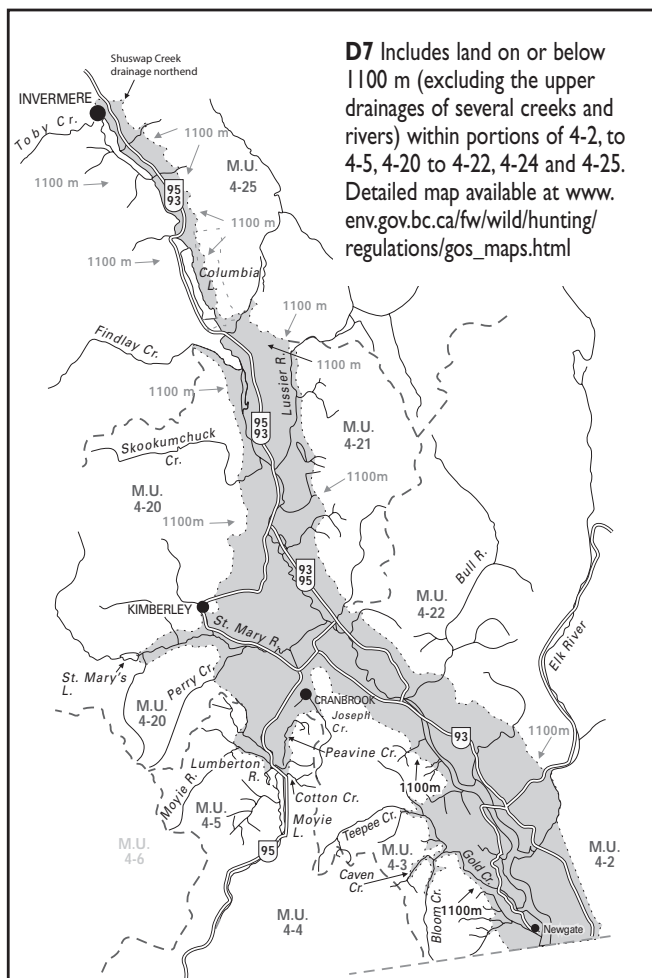 Shuswap Creek
drainage northend
D7 Includes land on or below
1100 m (excluding the upper
drainages of several creeks and
rivers) within portions of 4-2, to
4-5, 4-20 to 4-22, 4-24 and 4-25.
Detailed map available at www.
env.gov.bc.ca/fw/wild/hunting/
regulations/gos_maps.html
INVERMERE
Toby Cr.
1100 m
M.U.
4-25
1100 m
95
93
1100 m
1100 m
Columbia
L.
1100 m
Findlay Cr.
1100 m
Lussier R.
1100 m
95
93
M.U.
4-21
Skookumchuck
Cr.
M.U.
4-20
1100m
1100m
93
95
Bull R.
M.U.
4-22
KIMBERLEY
St. Mary R.
Elk River
St. Mary's
L.
Perry Cr.
M.U.
4-20
CRANBROOK
Joseph
Cr.
93
1100m
Peavine Cr.
Lumberton
R.
Moyie R.
1100m
Cotton Cr.
M.U.
4-5
Moyie
L.
Teepee Cr.
M.U.
4-6
95
M.U.
4-3
Gold Cr.
M.U.
4-2
Caven
Cr.
Bloom Cr.
1100m
M.U.
4-4
Newgate